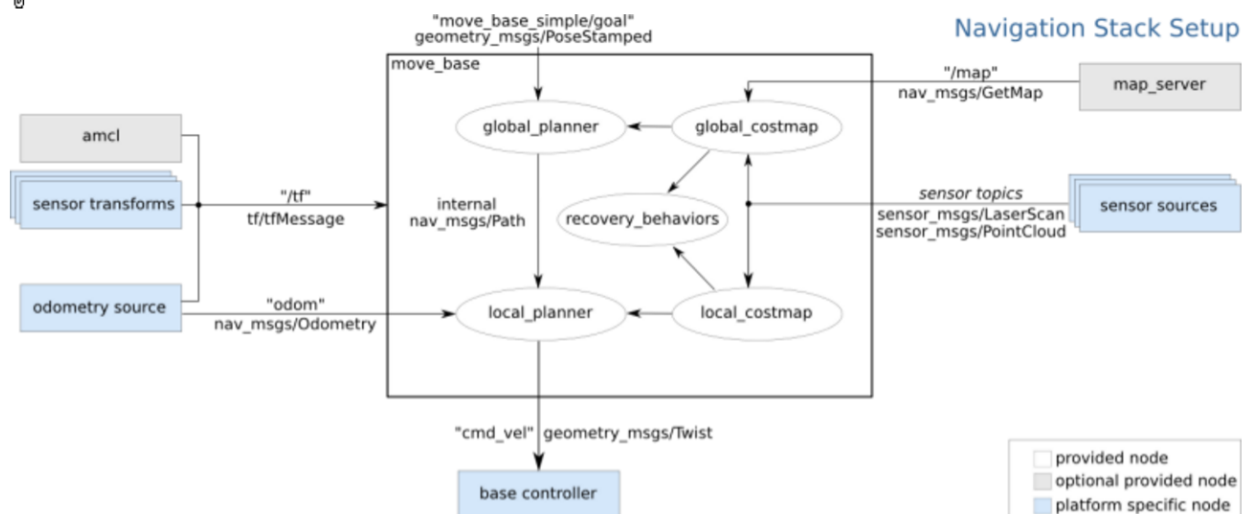 "move_base_simple/goal"
geometry_msgs/PoseStamped
Navigation Stack Setup
move_base
"/map"
nav_msgs/GetMap
map_server
global_planner
global_costmap
amcl
sensor transforms
"/tf"
tf/tfMessage
internal
nav_msgs/Path
recovery_behaviors
sensor topics
sensor_msgs/LaserScan
sensor_msgs/PointCloud
sensor sources
odometry source
"odom"
nav_msgs/Odometry
local_planner
local_costmap
"cmd_vel" geometry_msgs/Twist
base controller
provided node
optional provided node
platform specific node